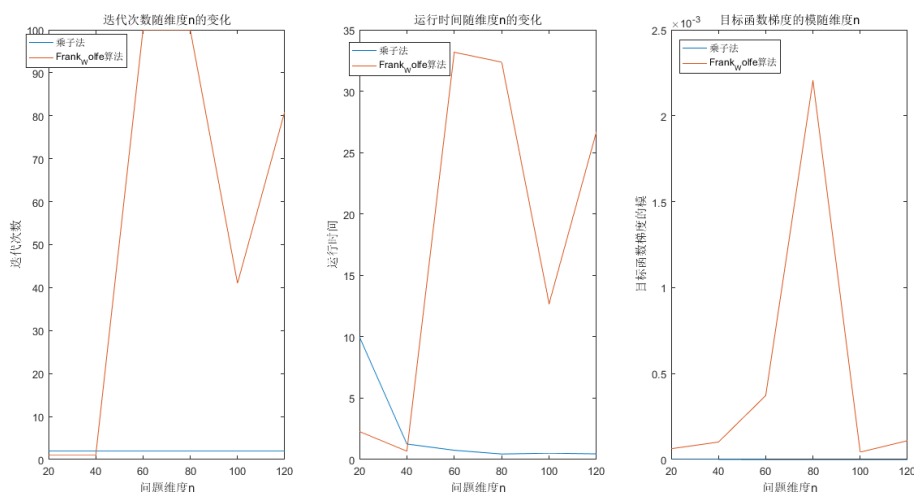 迭代次数随维度n的变化
乘子法
Frank_Wolfe算法
100
90
80
70
60
50
40
30
20
10
0
20
40
60
80
100
120
迭代次数
问题维度n
运行时间随维度n的变化
乘子法
Frank_Wolfe算法
35
30
25
20
15
10
5
0
20
40
60
80
100
120
运行时间
问题维度n
目标函数梯度的模随维度n
×10⁻³
乘子法
Frank_Wolfe算法
2.5
2
1.5
1
0.5
0
20
40
60
80
100
120
目标函数梯度的模
问题维度n